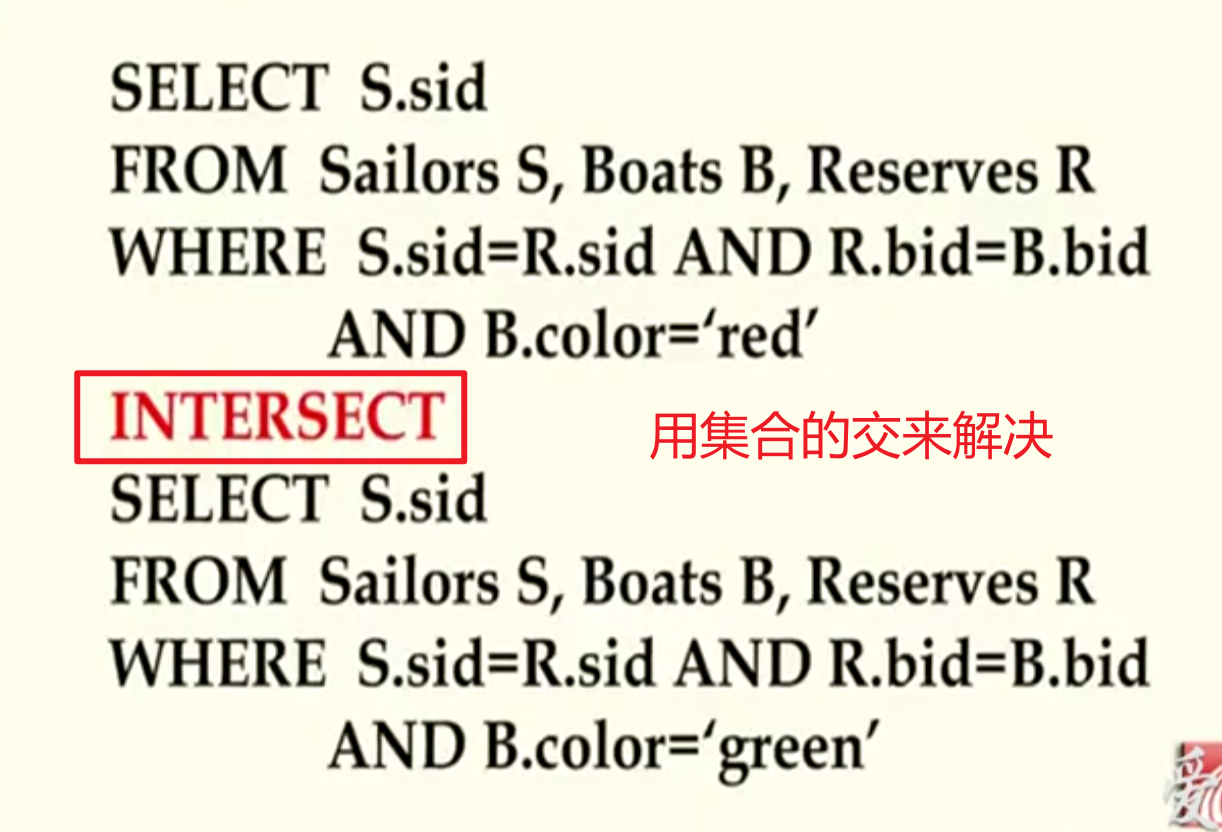 SELECT S.sid
FROM Sailors S, Boats B, Reserves R
WHERE S.sid=R.sid AND R.bid=B.bid
AND B.color=‘red’
INTERSECT
用集合的交来解决
SELECT S.sid
FROM Sailors S, Boats B, Reserves R
WHERE S.sid=R.sid AND R.bid=B.bid
AND B.color=‘green’
爱